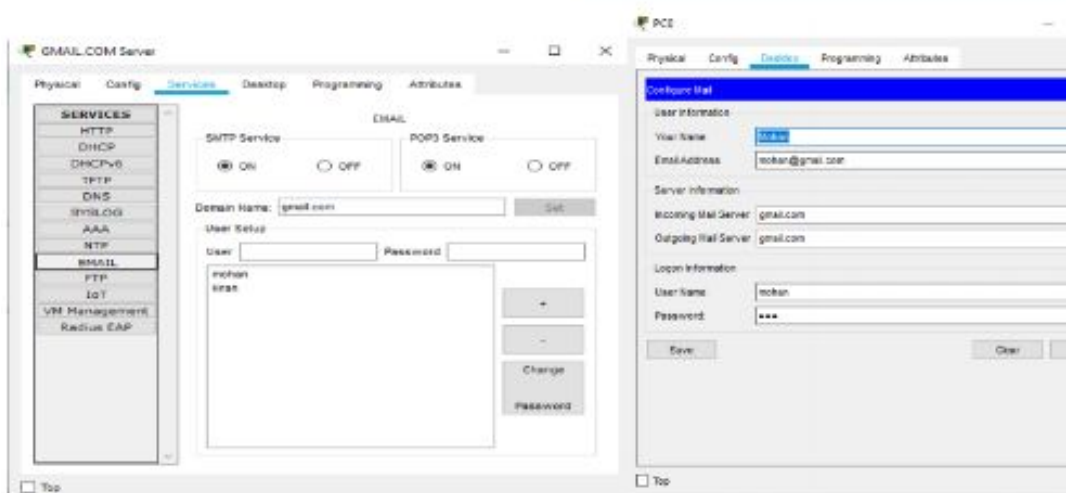 GMAIL.COM Server
Physical Config Services Desktop Programming Attributes
SERVICES
HTTP
DHCP
DHCPv6
TFTP
DNS
SYSLOG
AAA
NTP
EMAIL
FTP
IoT
VM Management
Radius EAP
EMAIL
SMTP Service
ON OFF
POP3 Service
ON OFF
Domain Name: gmail.com Set
User Setup
User Password
mohan
kiran
+
-
Change
Password
Top
PC0
Physical Config Desktop Programming Attributes
Configure Mail
User Information
Your Name: Mohan
Email Address mohan@gmail.com
Server Information
Incoming Mail Server gmail.com
Outgoing Mail Server gmail.com
Logon Information
User Name: mohan
Password: •••
Save Clear
Top